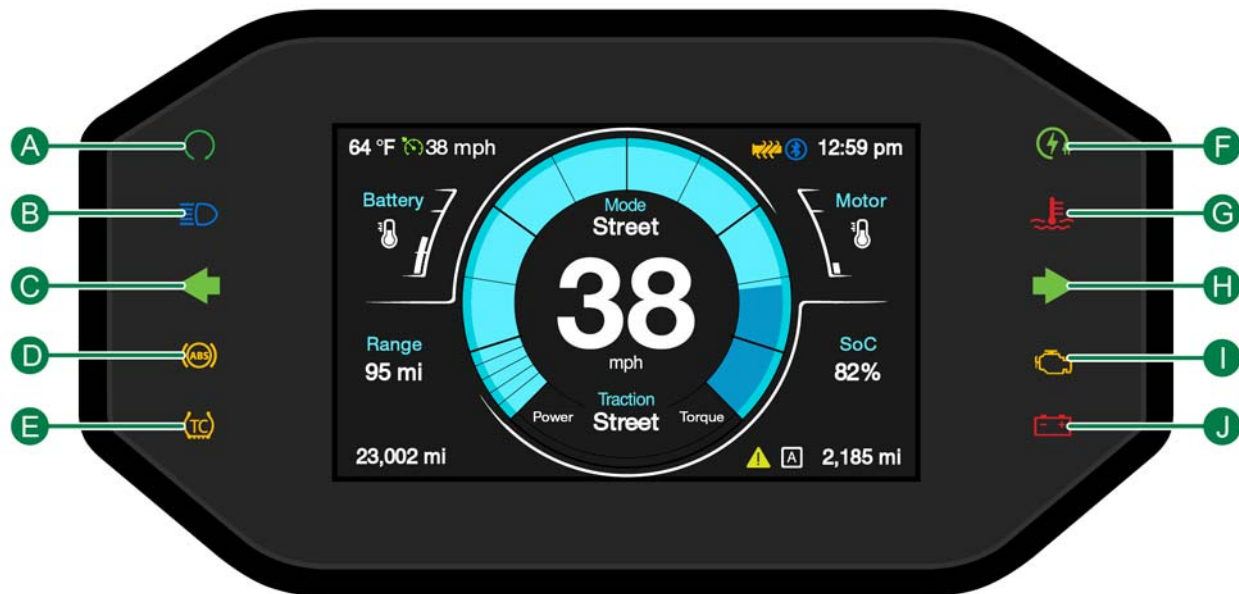 A
B
C
D
ABS
E
TC
64 °F 38 mph
12:59 pm
Battery
Motor
Mode
Street
38
mph
Range
95 mi
SoC
82%
Traction
Street
Power
Torque
23,002 mi
A 2,185 mi
F
G
H
I
J